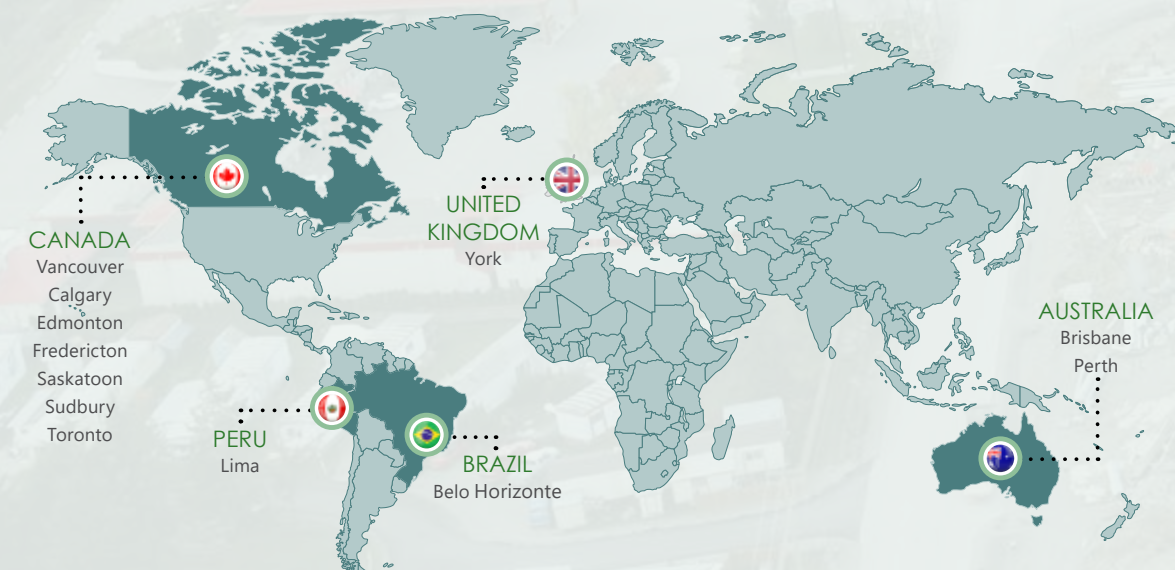 CANADA
Vancouver
Calgary
Edmonton
Fredericton
Saskatoon
Sudbury
Toronto
UNITED
KINGDOM
York
PERU
Lima
BRAZIL
Belo Horizonte
AUSTRALIA
Brisbane
Perth